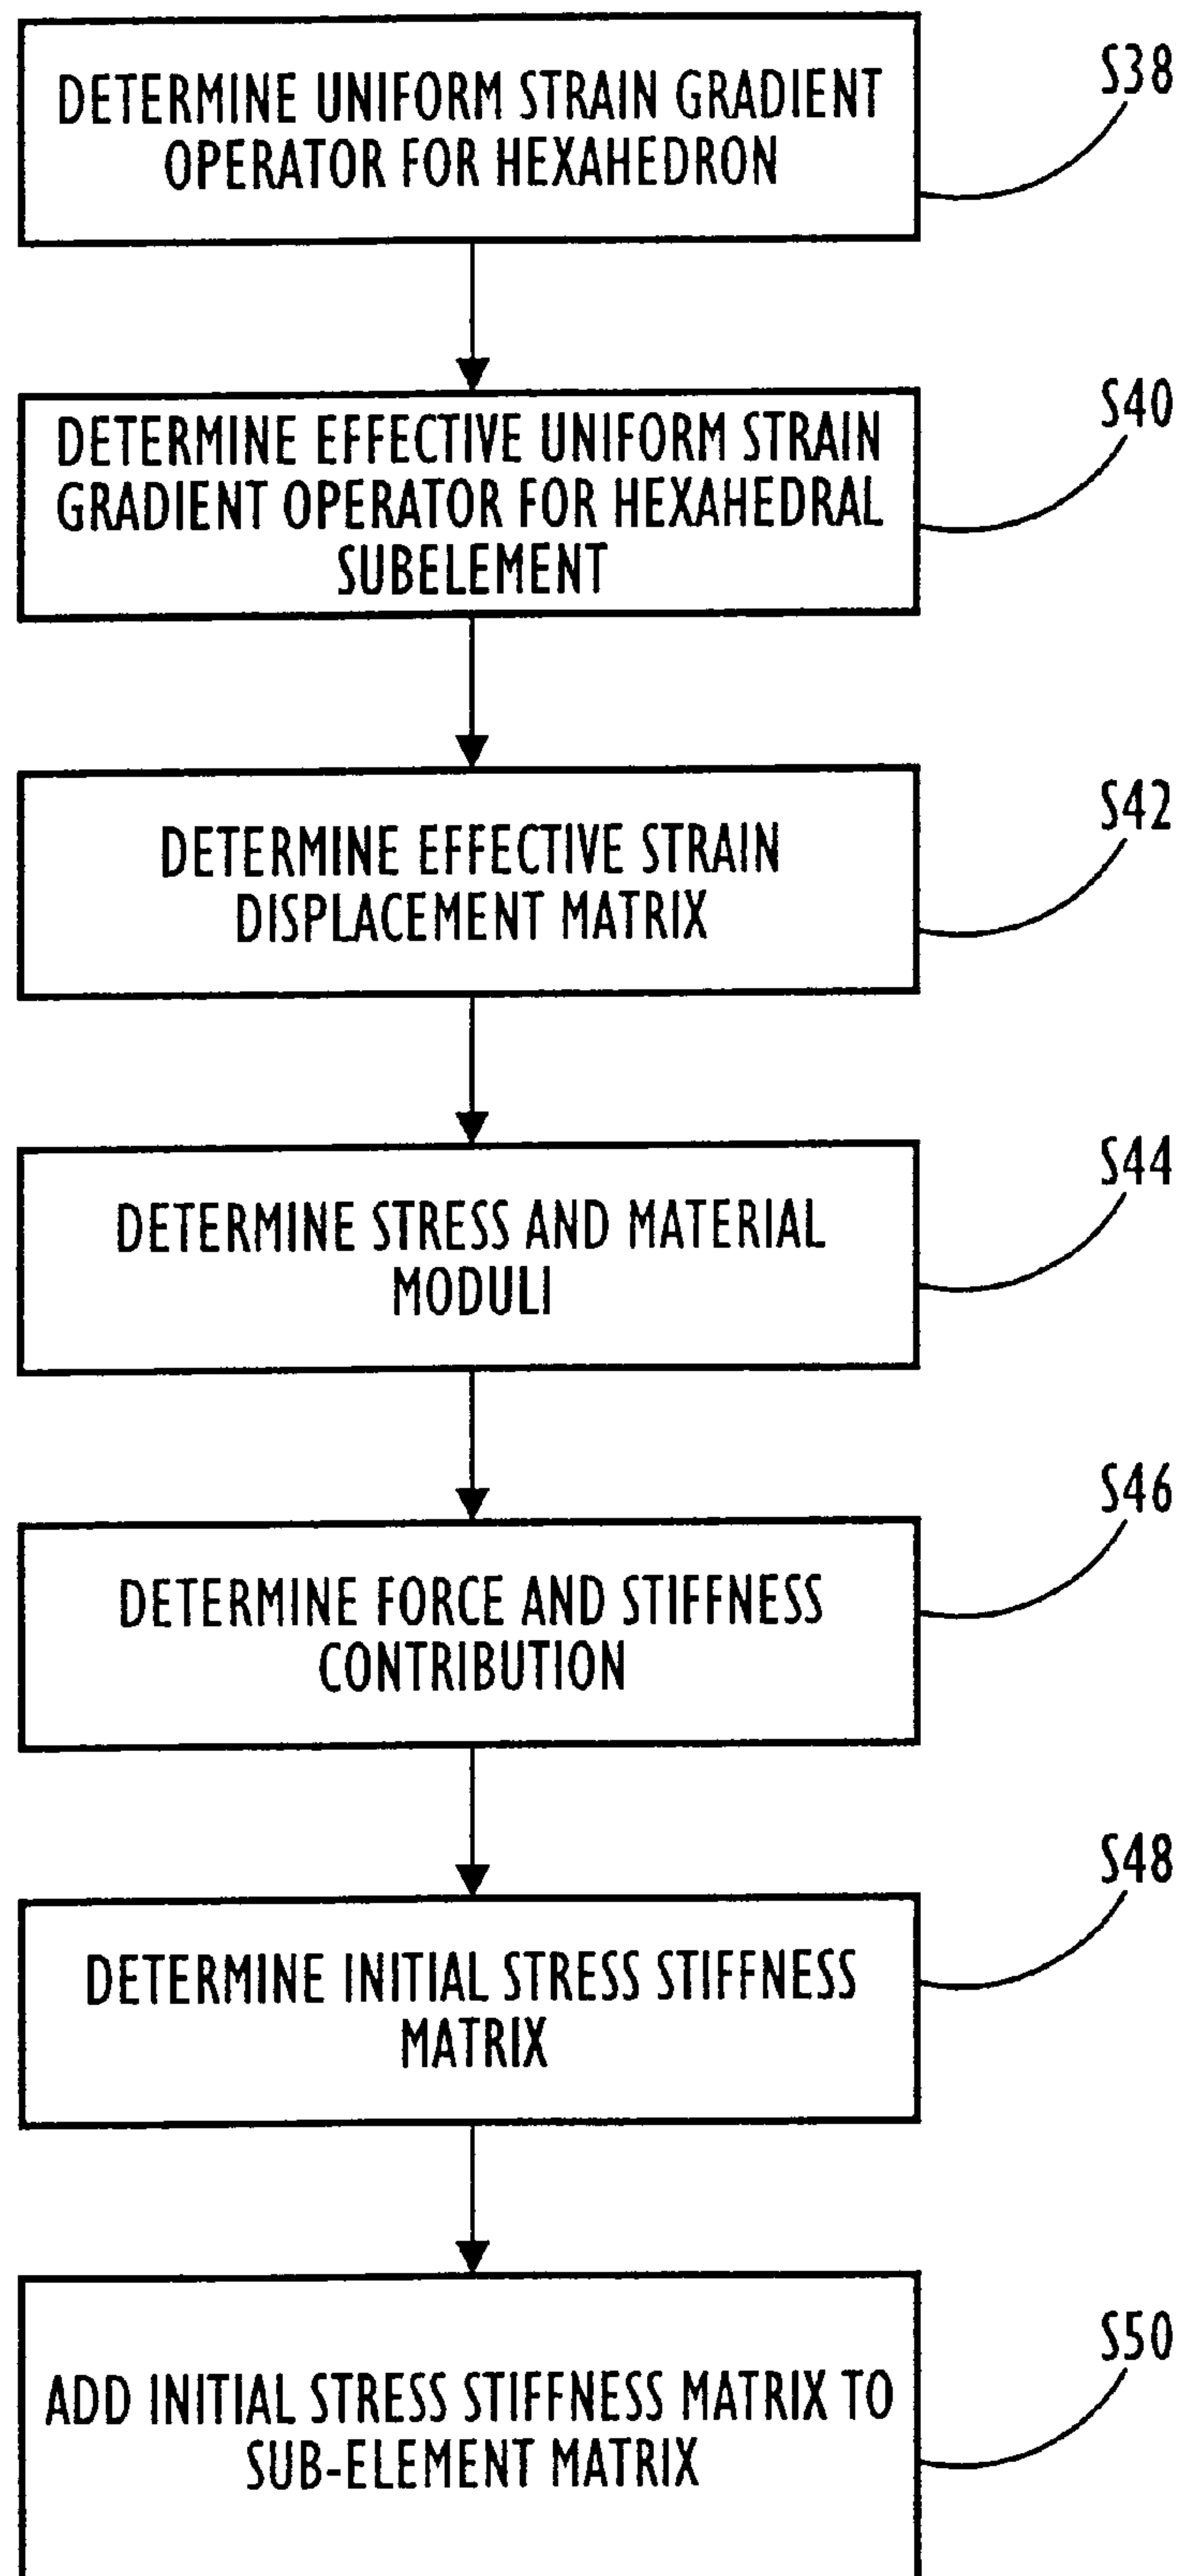 DETERMINE UNIFORM STRAIN GRADIENT
OPERATOR FOR HEXAHEDRON
S38
DETERMINE EFFECTIVE UNIFORM STRAIN
GRADIENT OPERATOR FOR HEXAHEDRAL
SUBELEMENT
S40
DETERMINE EFFECTIVE STRAIN
DISPLACEMENT MATRIX
S42
DETERMINE STRESS AND MATERIAL
MODULI
S44
DETERMINE FORCE AND STIFFNESS
CONTRIBUTION
S46
DETERMINE INITIAL STRESS STIFFNESS
MATRIX
S48
ADD INITIAL STRESS STIFFNESS MATRIX TO
SUB-ELEMENT MATRIX
S50